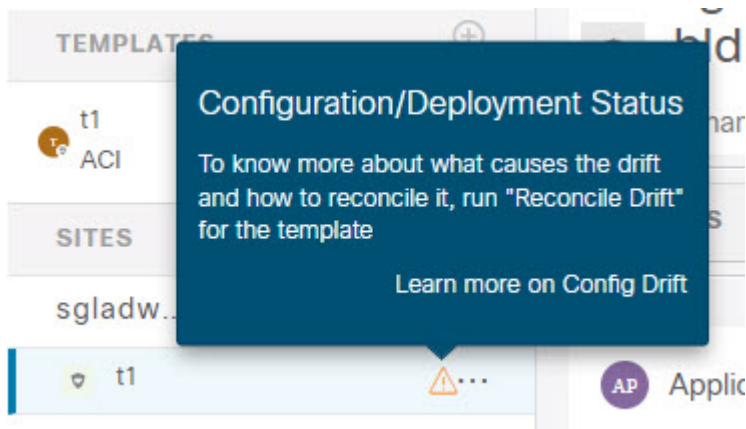 TEMPLATES
t1
ACI
Configuration/Deployment Status
To know more about what causes the drift
and how to reconcile it, run "Reconcile Drift"
for the template
Learn more on Config Drift
SITES
sgladw...
t1
AP Applic